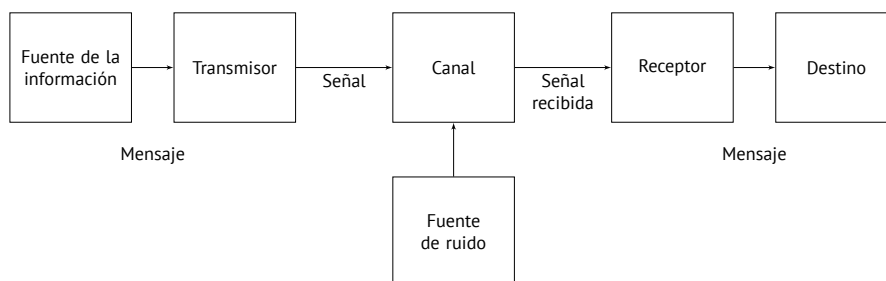 Fuente de la
información
Transmisor
Señal
Canal
Señal
recibida
Receptor
Destino
Mensaje
Mensaje
Fuente
de ruido